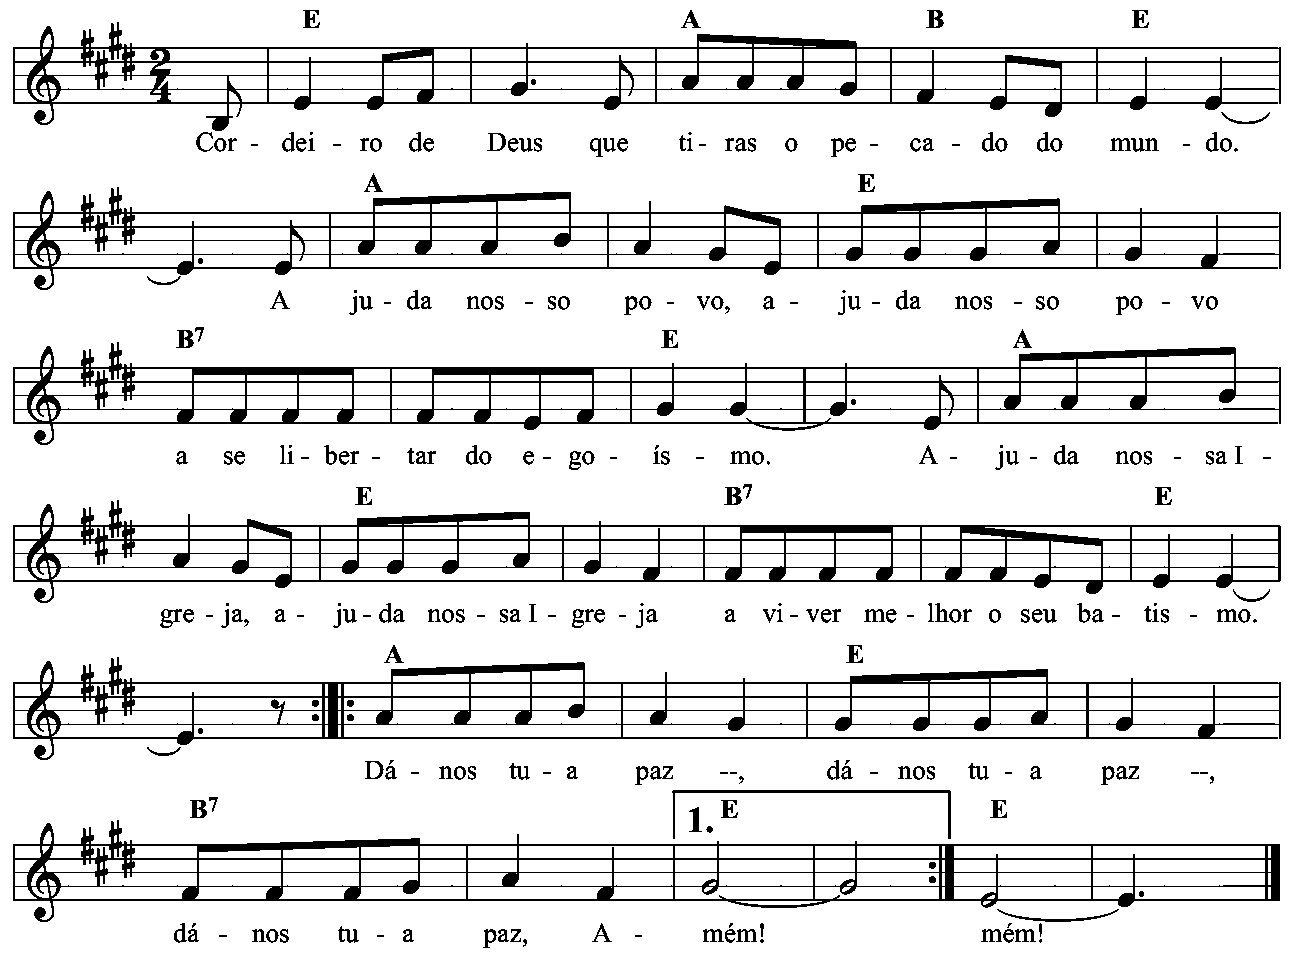 E A B E
2/4
Cor - dei - ro de Deus que ti - ras o pe - ca - do do mun - do.
A E
A ju - da nos - so po - vo, a - ju - da nos - so po - vo
B7 E A
a se li - ber - tar do e - go - ís - mo. A - ju - da nos - sa I -
E B7 E
gre - ja, a - ju - da nos - sa I - gre - ja a vi - ver me - lhor o seu ba - tis - mo.
A E
Dá - nos tu - a paz --, dá - nos tu - a paz --,
B7 1. E E
dá - nos tu - a paz, A - mém! mém!